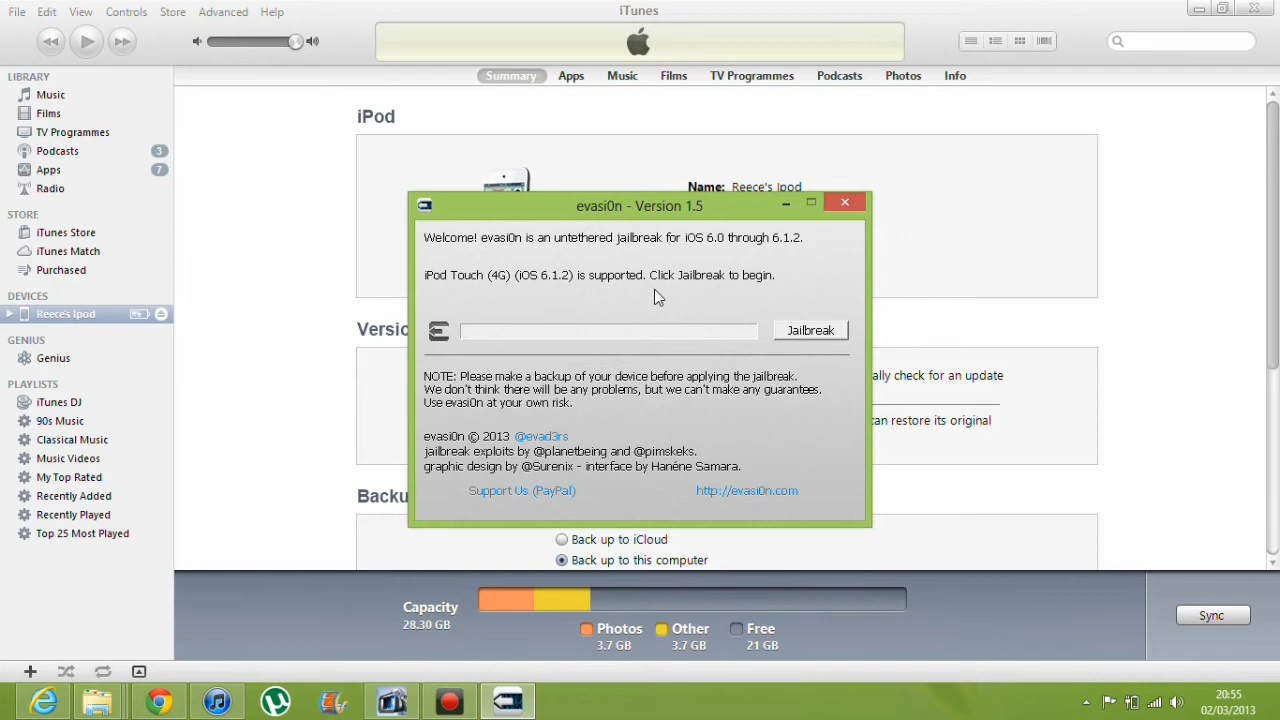 File Edit View Controls Store Advanced Help
iTunes
LIBRARY
Music
Films
TV Programmes
Podcasts 3
Apps 7
Radio
STORE
iTunes Store
iTunes Match
Purchased
DEVICES
Reece's Ipod
GENIUS
Genius
PLAYLISTS
iTunes DJ
90s Music
Classical Music
Music Videos
My Top Rated
Recently Added
Recently Played
Top 25 Most Played
Summary Apps Music Films TV Programmes Podcasts Photos Info
iPod
Name: Reece's Ipod
evasi0n - Version 1.5
Welcome! evasi0n is an untethered jailbreak for iOS 6.0 through 6.1.2.
iPod Touch (4G) (iOS 6.1.2) is supported. Click Jailbreak to begin.
Jailbreak
NOTE: Please make a backup of your device before applying the jailbreak.
We don't think there will be any problems, but we can't make any guarantees.
Use evasi0n at your own risk.
evasi0n © 2013 @evad3rs
jailbreak exploits by @planetbeing and @pimskeks.
graphic design by @Surenix - interface by Hanéne Samara.
Support Us (PayPal) http://evasi0n.com
Versio
ally check for an update
can restore its original
Backu
Back up to iCloud
Back up to this computer
Capacity
28.30 GB
Photos Other Free
3.7 GB 3.7 GB 21 GB
Sync
20:55
02/03/2013